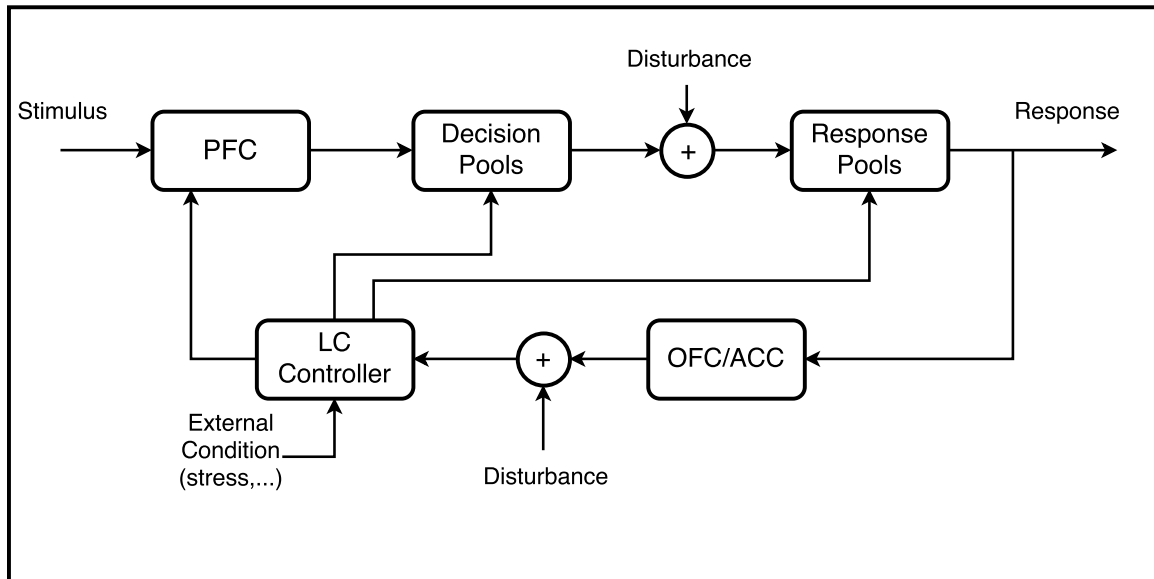 Disturbance
Stimulus
Response
PFC
Decision
Pools
+
Response
Pools
LC
Controller
+
OFC/ACC
External
Condition
(stress,...)
Disturbance